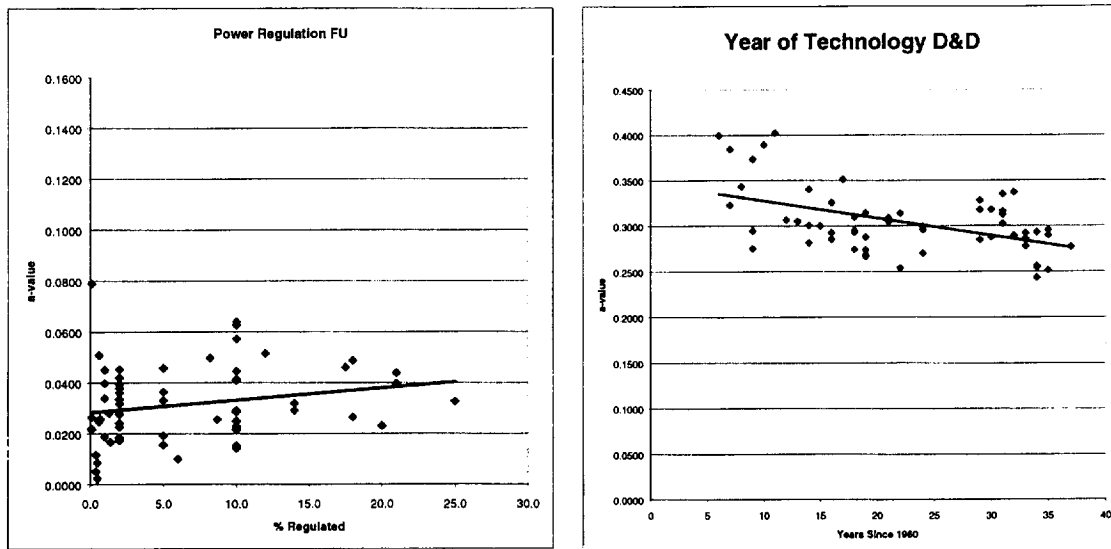 Power Regulation FU
0.1600
0.1400
0.1200
0.1000
0.0800
0.0600
0.0400
0.0200
0.0000
a-value
0.0 5.0 10.0 15.0 20.0 25.0 30.0
% Regulated
Year of Technology D&D
0.4500
0.4000
0.3500
0.3000
0.2500
0.2000
0.1500
0.1000
0.0500
0.0000
a-value
0 5 10 15 20 25 30 35 40
Years Since 1960